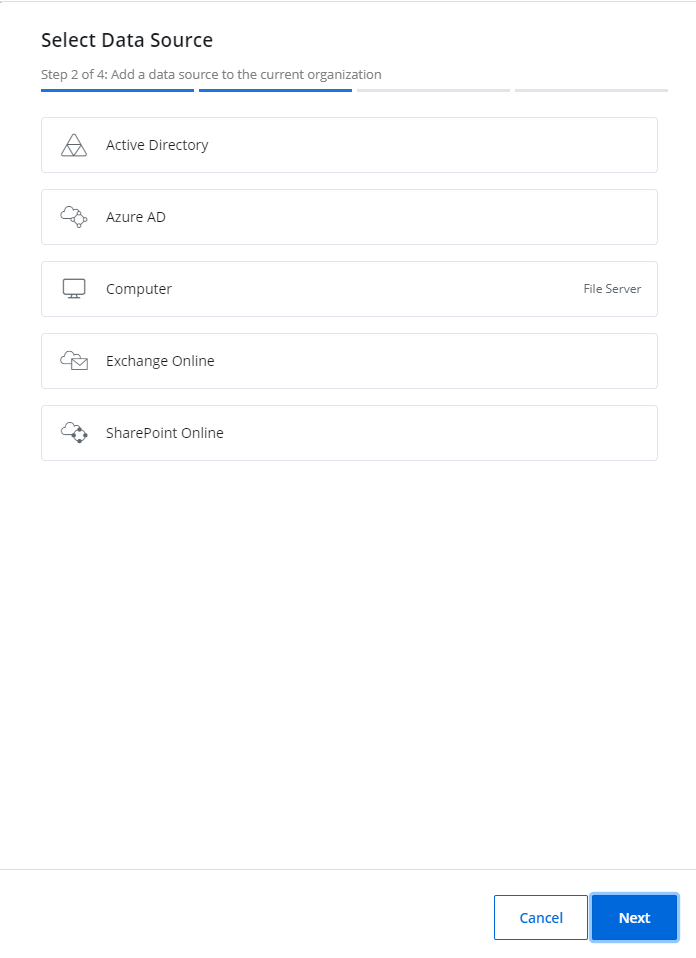 Select Data Source
Step 2 of 4: Add a data source to the current organization
Active Directory
Azure AD
Computer File Server
Exchange Online
SharePoint Online
Cancel Next